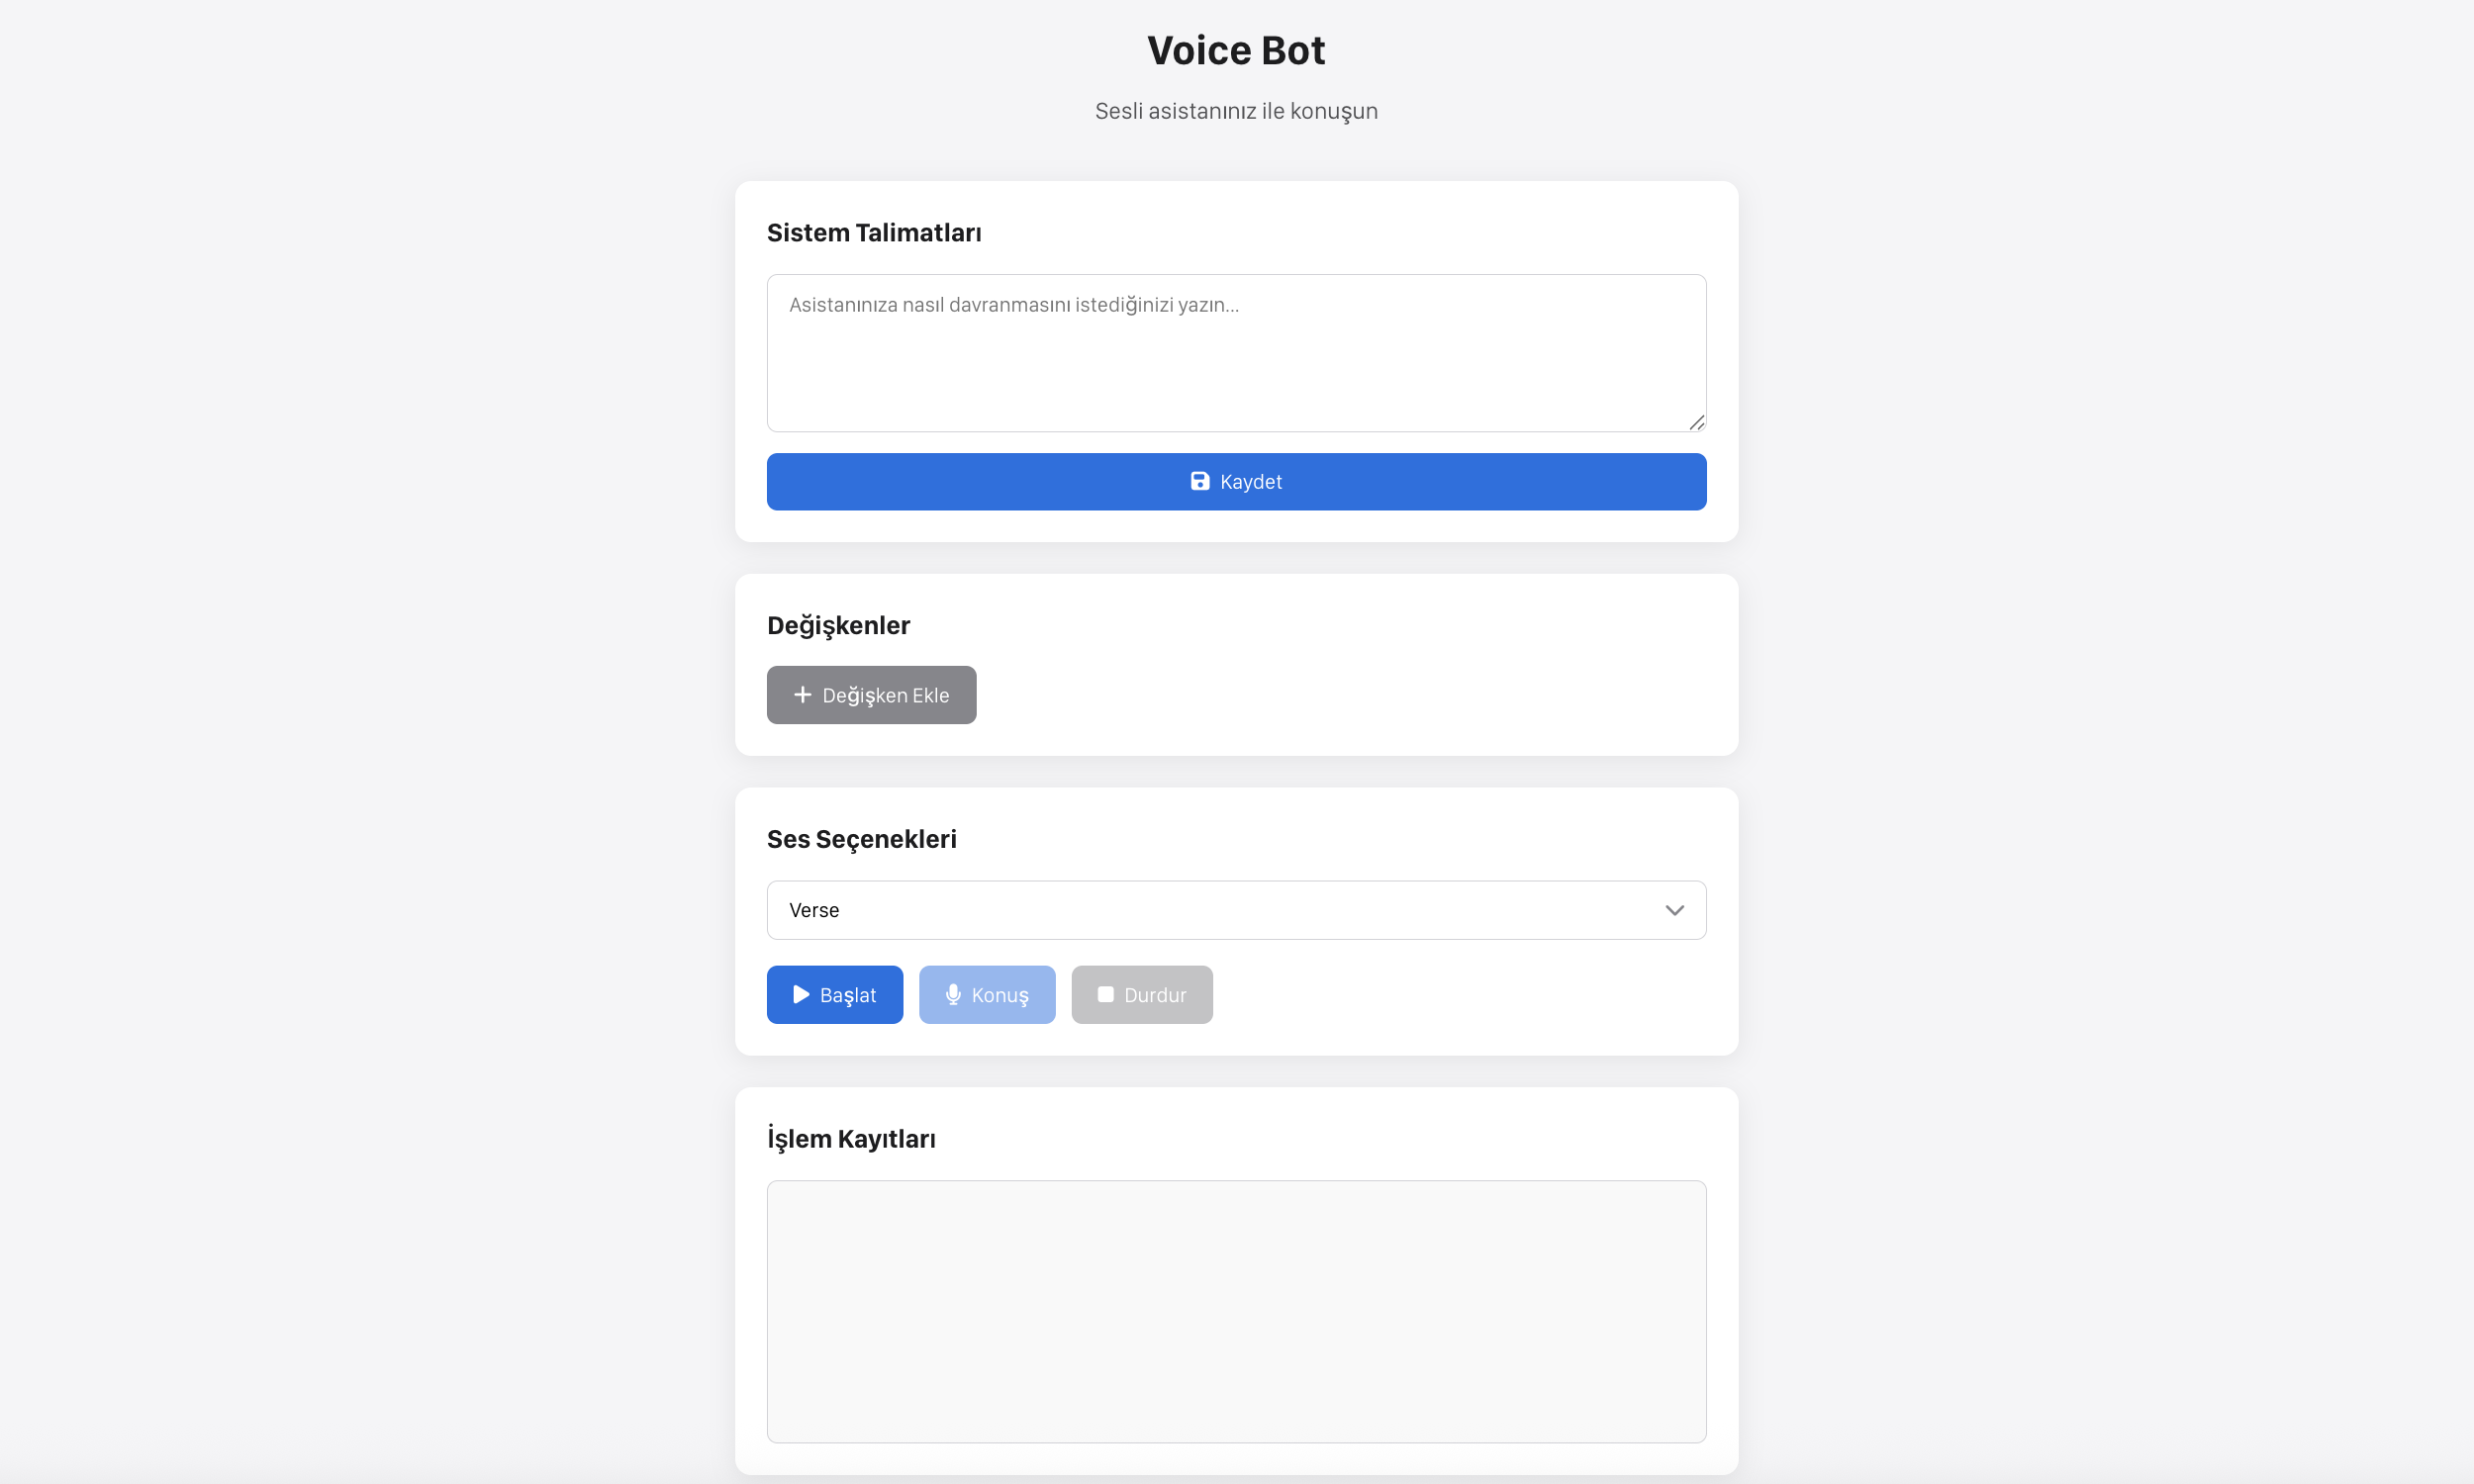 Voice Bot
Sesli asistanınız ile konuşun
Sistem Talimatları
Asistanınıza nasıl davranmasını istediğinizi yazın...
Kaydet
Değişkenler
Değişken Ekle
Ses Seçenekleri
Verse
Başlat
Konuş
Durdur
İşlem Kayıtları